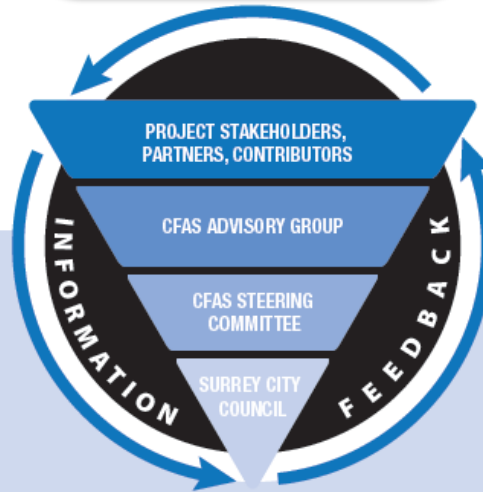 PROJECT STAKEHOLDERS,
PARTNERS, CONTRIBUTORS
CFAS ADVISORY GROUP
CFAS STEERING
COMMITTEE
SURREY CITY
COUNCIL
INFORMATION
FEEDBACK